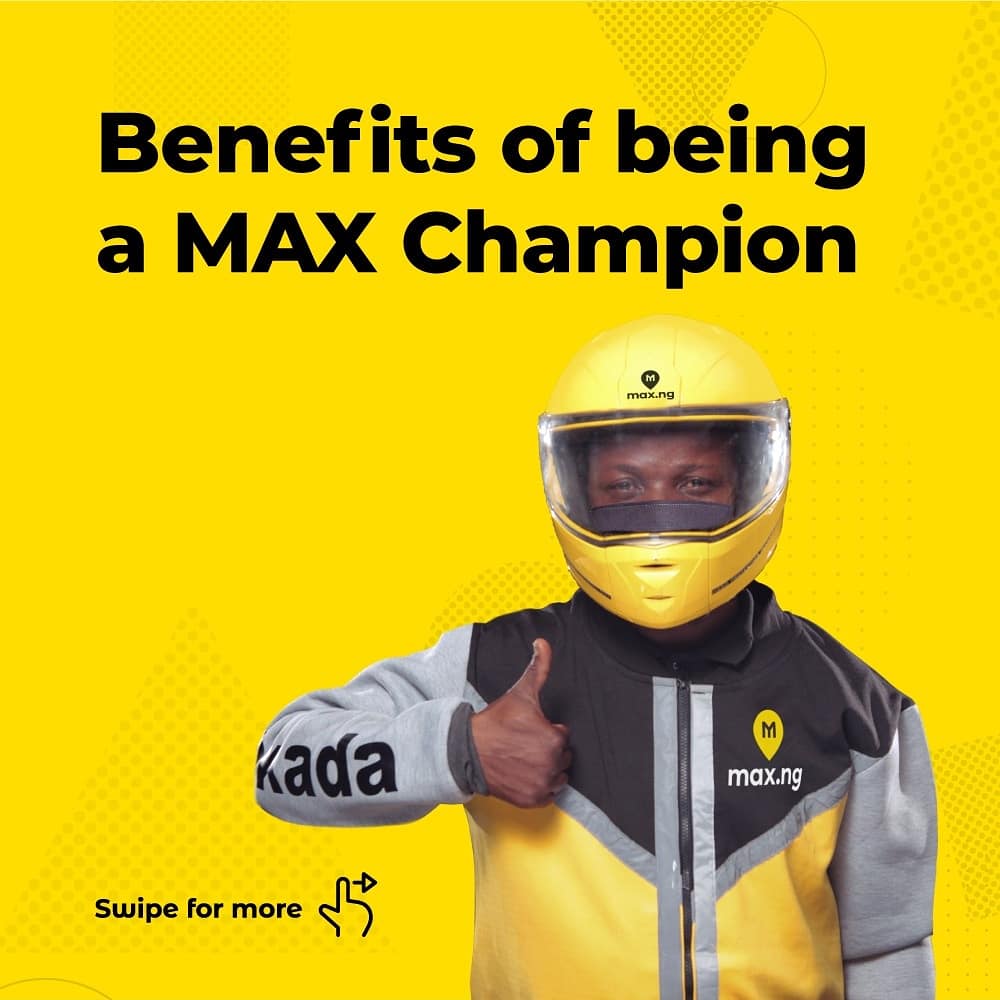 Benefits of being
a MAX Champion
M
max.ng
M
max.ng
kada
Swipe for more